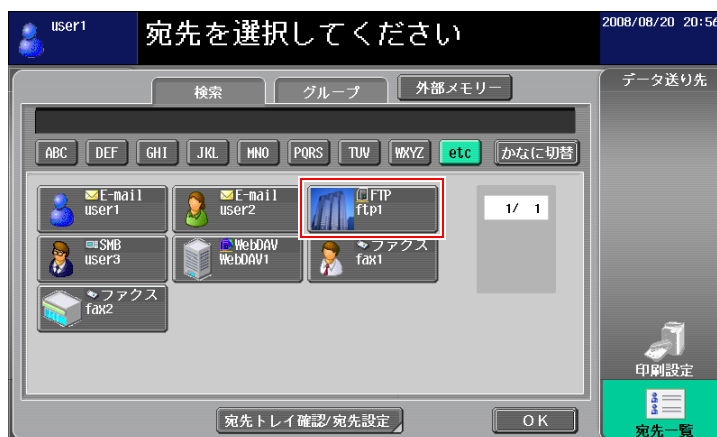 user1
宛先を選択してください
2008/08/20 20:56
検索
グループ
外部メモリー
データ送り先
ABC DEF GHI JKL MNO PQRS TUV WXYZ etc かなに切替
E-mail
user1
E-mail
user2
FTP
ftp1
1/ 1
SMB
user3
WebDAV
WebDAV1
ファクス
fax1
ファクス
fax2
印刷設定
宛先トレイ確認/宛先設定
OK
宛先一覧